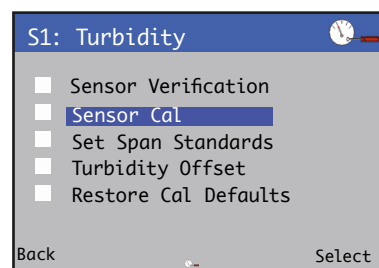 S1: Turbidity
Sensor Verification
Sensor Cal
Set Span Standards
Turbidity Offset
Restore Cal Defaults
Back Select